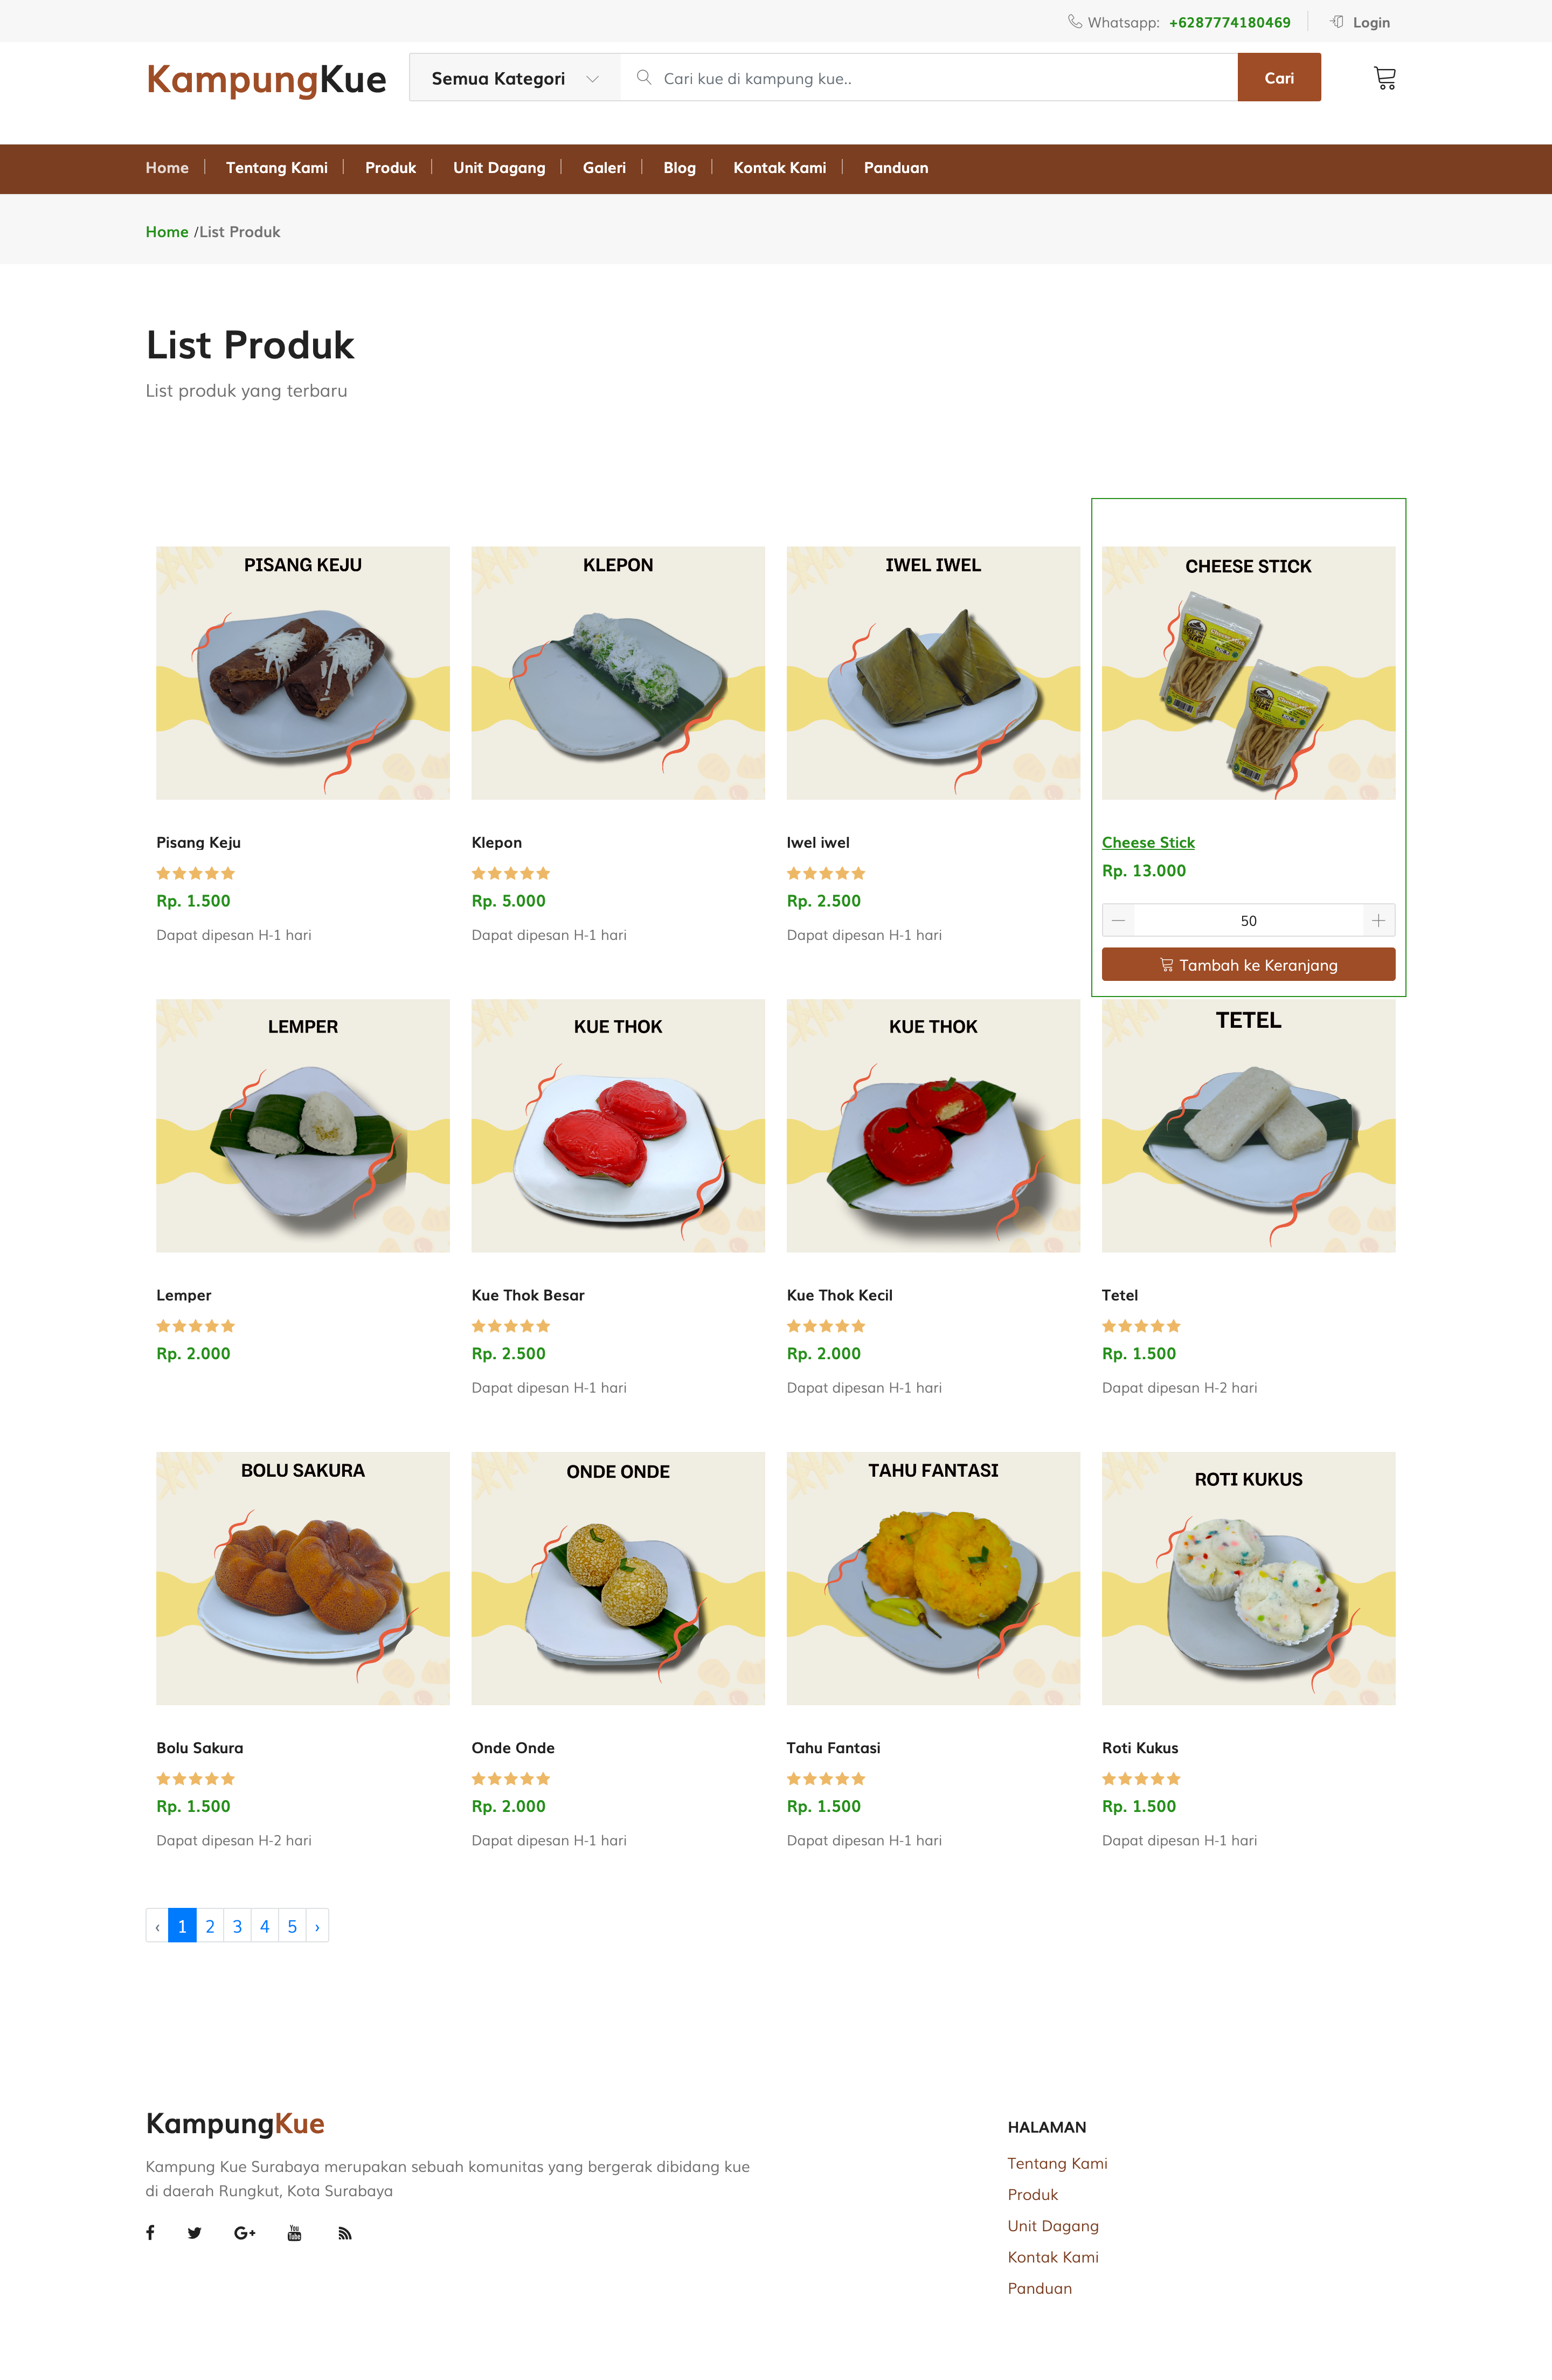 Whatsapp: +6287774180469
Login
KampungKue
Semua Kategori
Cari kue di kampung kue..
Cari
Home
Tentang Kami
Produk
Unit Dagang
Galeri
Blog
Kontak Kami
Panduan
Home /List Produk
List Produk
List produk yang terbaru
PISANG KEJU
Pisang Keju
Rp. 1.500
Dapat dipesan H-1 hari
KLEPON
Klepon
Rp. 5.000
Dapat dipesan H-1 hari
IWEL IWEL
Iwel iwel
Rp. 2.500
Dapat dipesan H-1 hari
CHEESE STICK
Cheese Stick
Rp. 13.000
50
Tambah ke Keranjang
LEMPER
Lemper
Rp. 2.000
KUE THOK
Kue Thok Besar
Rp. 2.500
Dapat dipesan H-1 hari
KUE THOK
Kue Thok Kecil
Rp. 2.000
Dapat dipesan H-1 hari
TETEL
Tetel
Rp. 1.500
Dapat dipesan H-2 hari
BOLU SAKURA
Bolu Sakura
Rp. 1.500
Dapat dipesan H-2 hari
ONDE ONDE
Onde Onde
Rp. 2.000
Dapat dipesan H-1 hari
TAHU FANTASI
Tahu Fantasi
Rp. 1.500
Dapat dipesan H-1 hari
ROTI KUKUS
Roti Kukus
Rp. 1.500
Dapat dipesan H-1 hari
‹ 1 2 3 4 5 ›
KampungKue
Kampung Kue Surabaya merupakan sebuah komunitas yang bergerak dibidang kue
di daerah Rungkut, Kota Surabaya
HALAMAN
Tentang Kami
Produk
Unit Dagang
Kontak Kami
Panduan